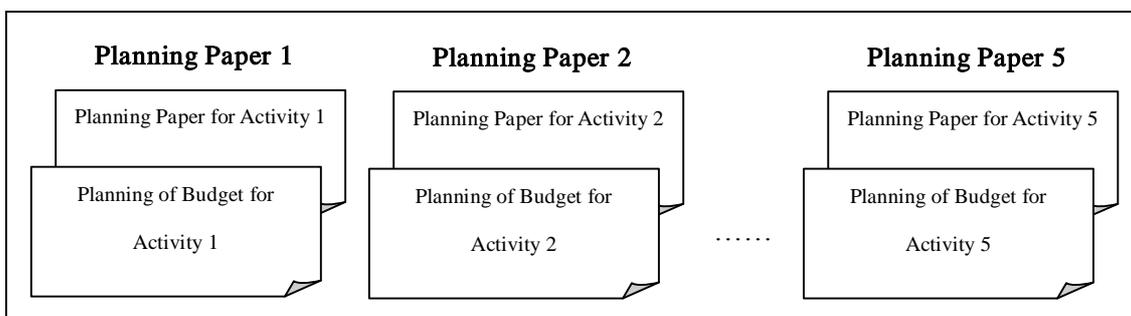 Planning Paper 1
Planning Paper for Activity 1
Planning of Budget for
Activity 1
Planning Paper 2
Planning Paper for Activity 2
Planning of Budget for
Activity 2
……
Planning Paper 5
Planning Paper for Activity 5
Planning of Budget for
Activity 5